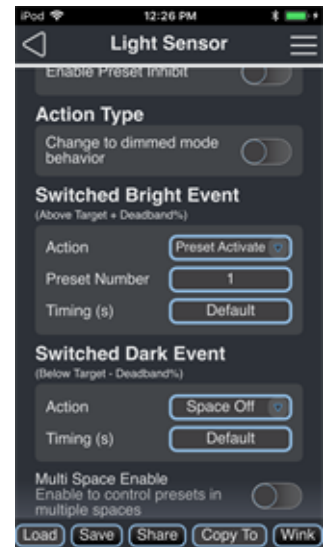 iPod 12:26 PM
Light Sensor
Enable Preset Inhibit
Action Type
Change to dimmed mode
behavior
Switched Bright Event
(Above Target + Deadband%)
Action Preset Activate
Preset Number 1
Timing (s) Default
Switched Dark Event
(Below Target - Deadband%)
Action Space Off
Timing (s) Default
Multi Space Enable
Enable to control presets in
multiple spaces
Load Save Share Copy To Wink